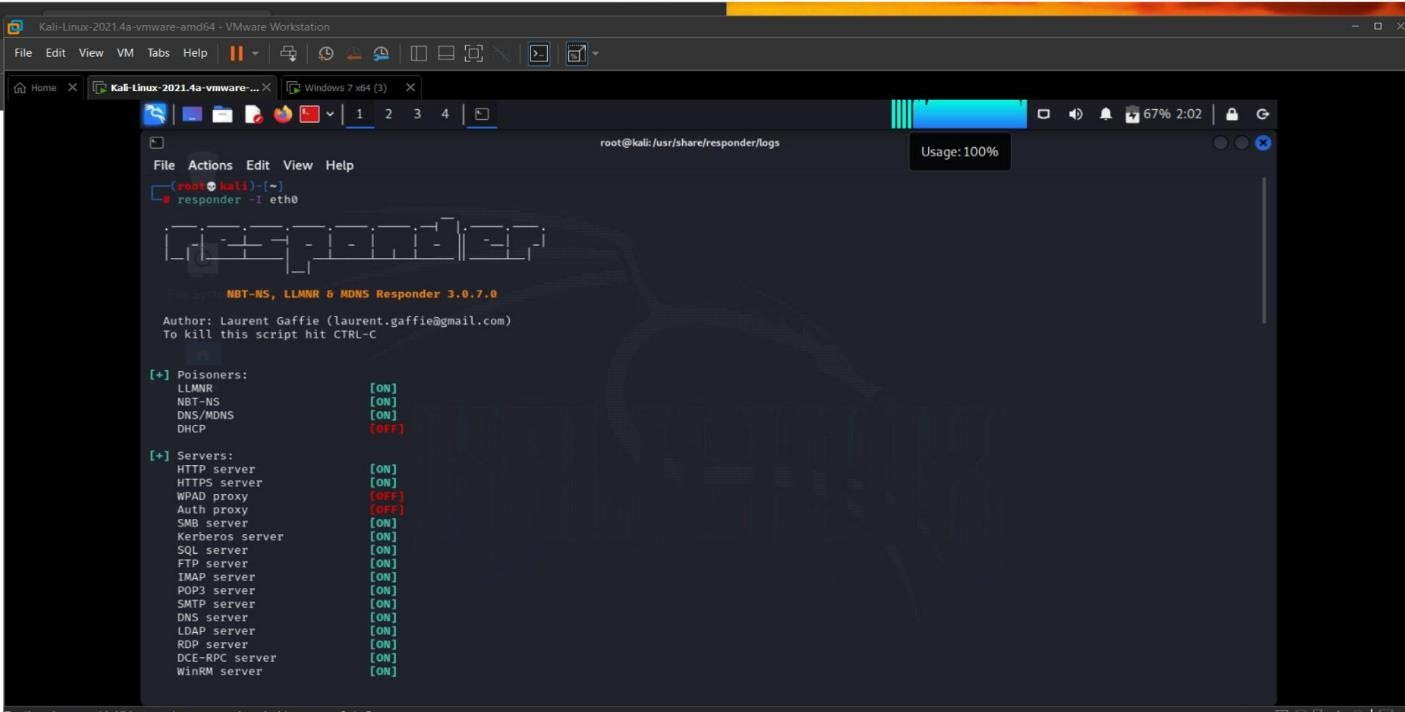 Kali-Linux-2021.4a-vmware-amd64 - VMware Workstation
File Edit View VM Tabs Help
Home Kali-Linux-2021.4a-vmware-... Windows 7 x64 (3)
1 2 3 4 67% 2:02
root@kali: /usr/share/responder/logs
Usage: 100%
File Actions Edit View Help
(root💀kali)-[~]
# responder -I eth0
NBT-NS, LLMNR & MDNS Responder 3.0.7.0
Author: Laurent Gaffie (laurent.gaffie@gmail.com)
To kill this script hit CTRL-C
[+] Poisoners:
LLMNR [ON]
NBT-NS [ON]
DNS/MDNS [ON]
DHCP [OFF]
[+] Servers:
HTTP server [ON]
HTTPS server [ON]
WPAD proxy [OFF]
Auth proxy [OFF]
SMB server [ON]
Kerberos server [ON]
SQL server [ON]
FTP server [ON]
IMAP server [ON]
POP3 server [ON]
SMTP server [ON]
DNS server [ON]
LDAP server [ON]
RDP server [ON]
DCE-RPC server [ON]
WinRM server [ON]